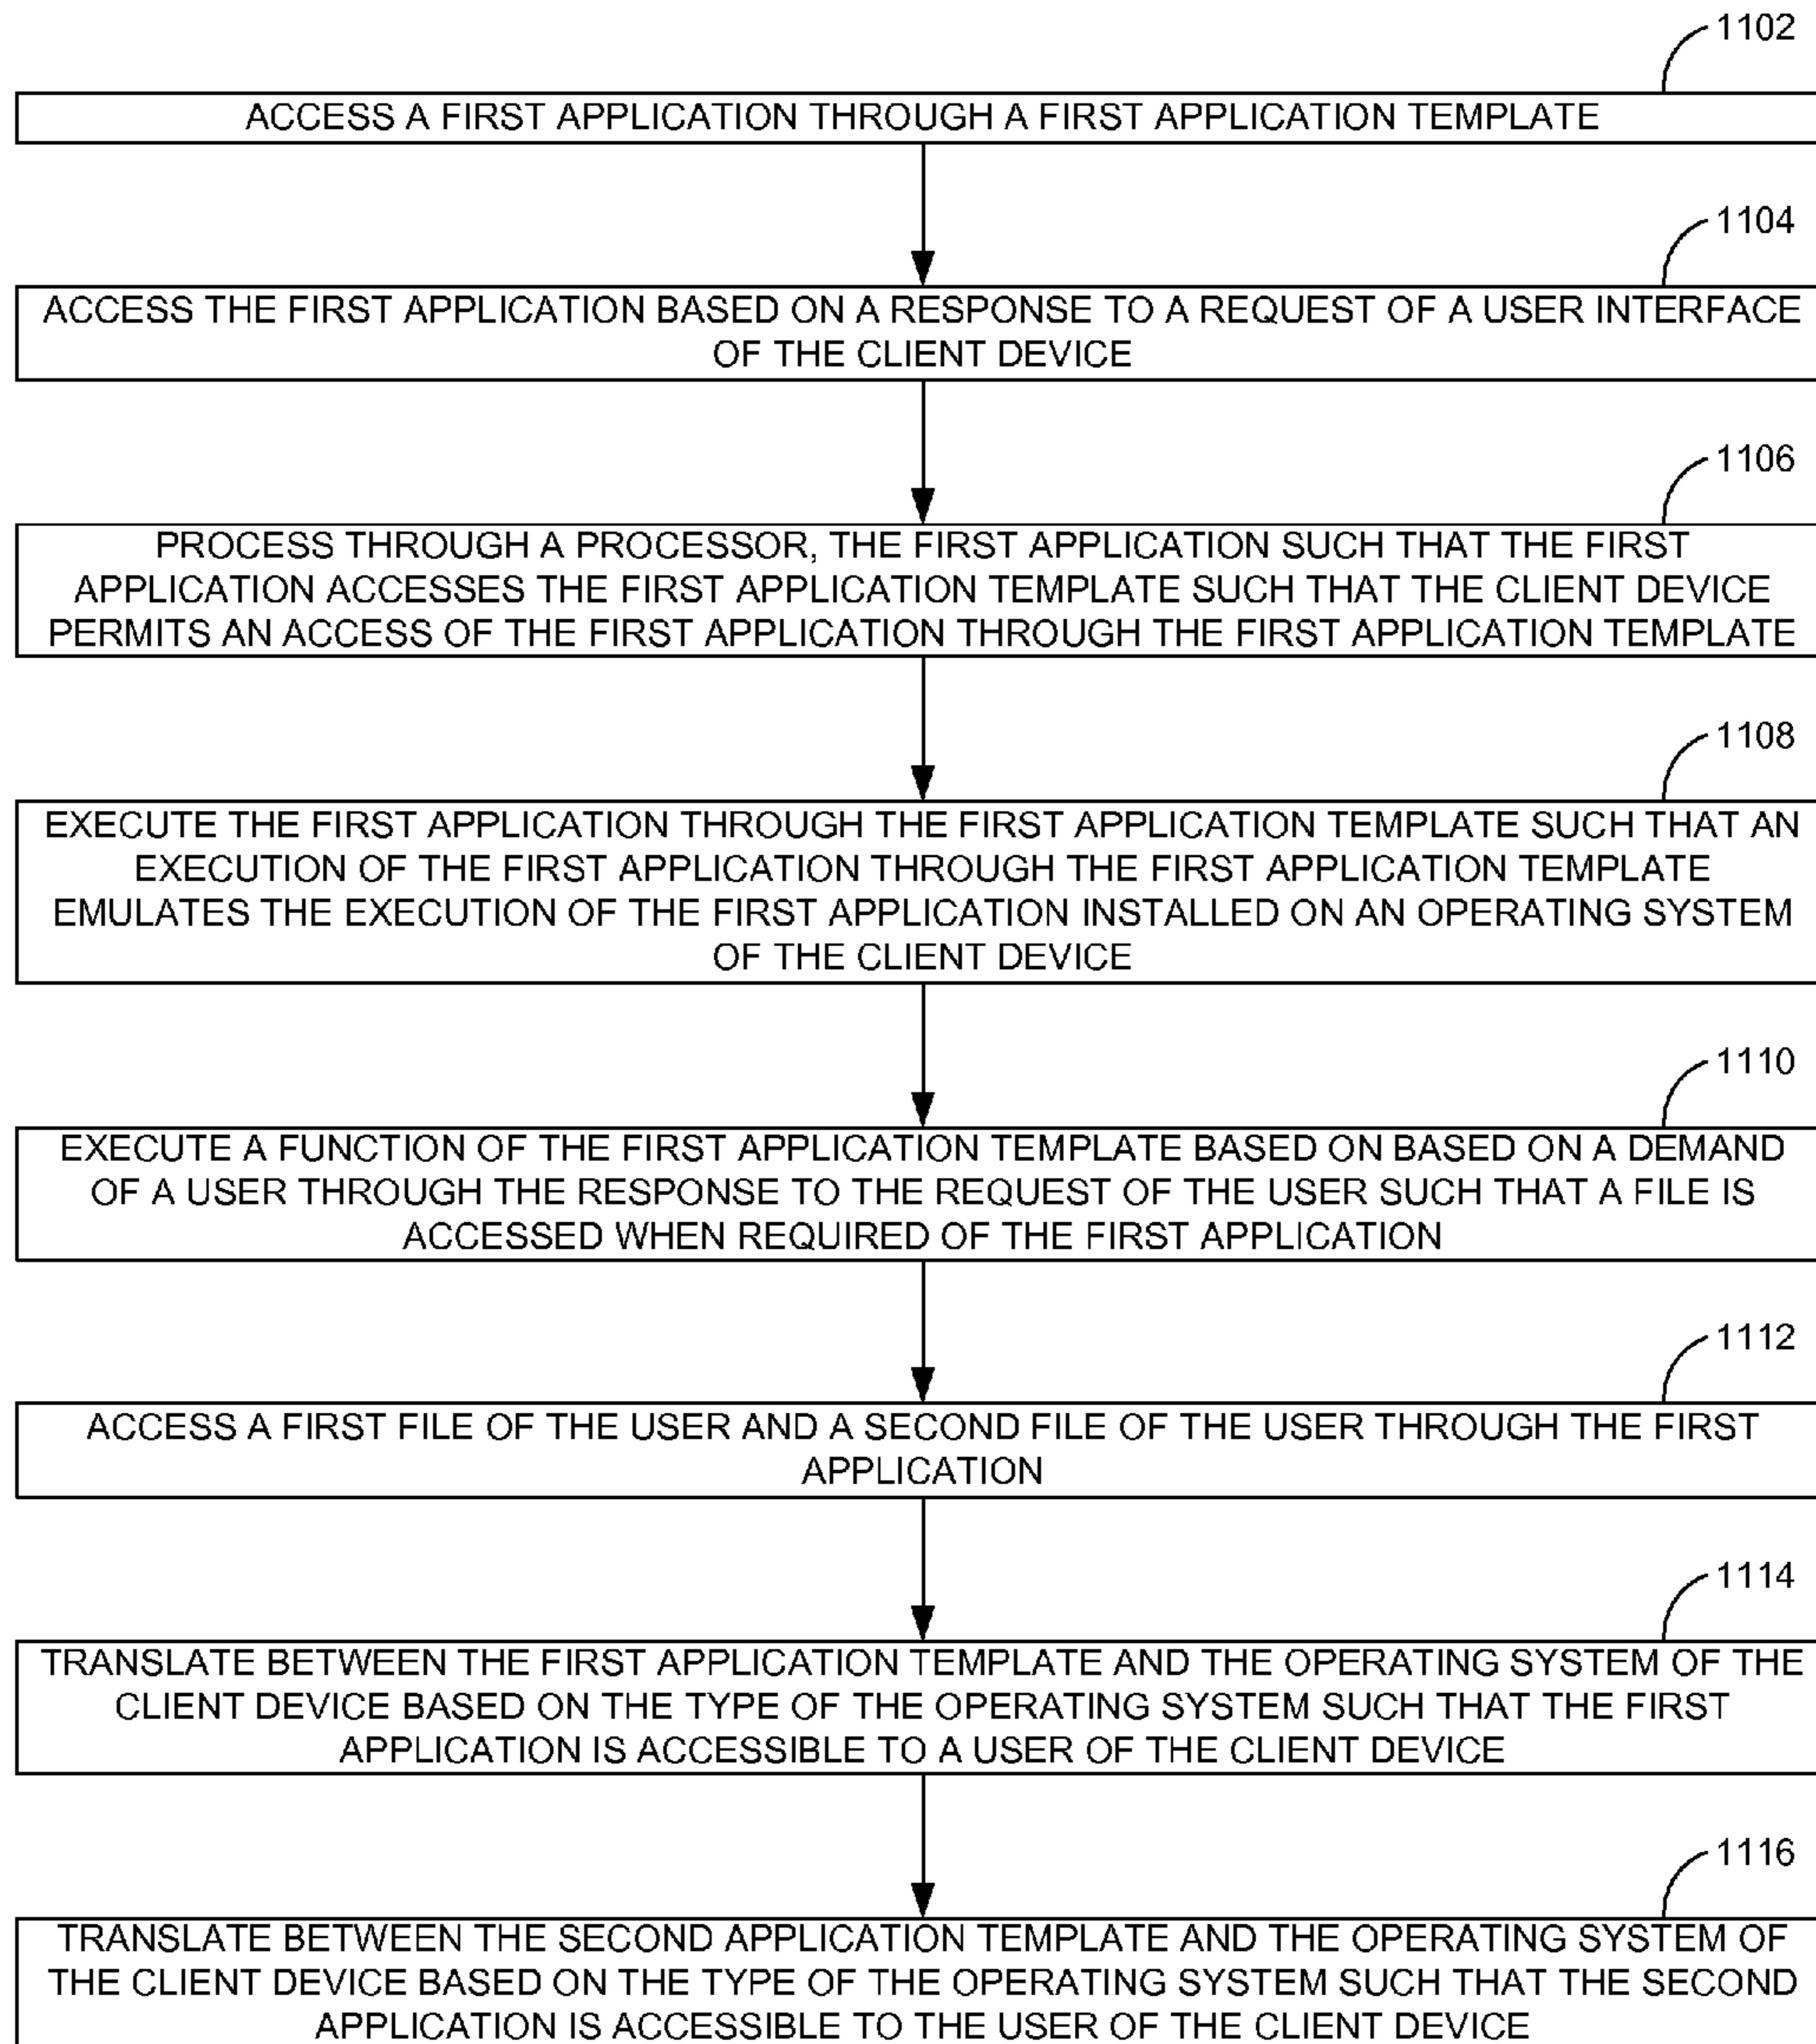 1102
ACCESS A FIRST APPLICATION THROUGH A FIRST APPLICATION TEMPLATE
1104
ACCESS THE FIRST APPLICATION BASED ON A RESPONSE TO A REQUEST OF A USER INTERFACE
OF THE CLIENT DEVICE
1106
PROCESS THROUGH A PROCESSOR, THE FIRST APPLICATION SUCH THAT THE FIRST
APPLICATION ACCESSES THE FIRST APPLICATION TEMPLATE SUCH THAT THE CLIENT DEVICE
PERMITS AN ACCESS OF THE FIRST APPLICATION THROUGH THE FIRST APPLICATION TEMPLATE
1108
EXECUTE THE FIRST APPLICATION THROUGH THE FIRST APPLICATION TEMPLATE SUCH THAT AN
EXECUTION OF THE FIRST APPLICATION THROUGH THE FIRST APPLICATION TEMPLATE
EMULATES THE EXECUTION OF THE FIRST APPLICATION INSTALLED ON AN OPERATING SYSTEM
OF THE CLIENT DEVICE
1110
EXECUTE A FUNCTION OF THE FIRST APPLICATION TEMPLATE BASED ON BASED ON A DEMAND
OF A USER THROUGH THE RESPONSE TO THE REQUEST OF THE USER SUCH THAT A FILE IS
ACCESSED WHEN REQUIRED OF THE FIRST APPLICATION
1112
ACCESS A FIRST FILE OF THE USER AND A SECOND FILE OF THE USER THROUGH THE FIRST
APPLICATION
1114
TRANSLATE BETWEEN THE FIRST APPLICATION TEMPLATE AND THE OPERATING SYSTEM OF THE
CLIENT DEVICE BASED ON THE TYPE OF THE OPERATING SYSTEM SUCH THAT THE FIRST
APPLICATION IS ACCESSIBLE TO A USER OF THE CLIENT DEVICE
1116
TRANSLATE BETWEEN THE SECOND APPLICATION TEMPLATE AND THE OPERATING SYSTEM OF
THE CLIENT DEVICE BASED ON THE TYPE OF THE OPERATING SYSTEM SUCH THAT THE SECOND
APPLICATION IS ACCESSIBLE TO THE USER OF THE CLIENT DEVICE